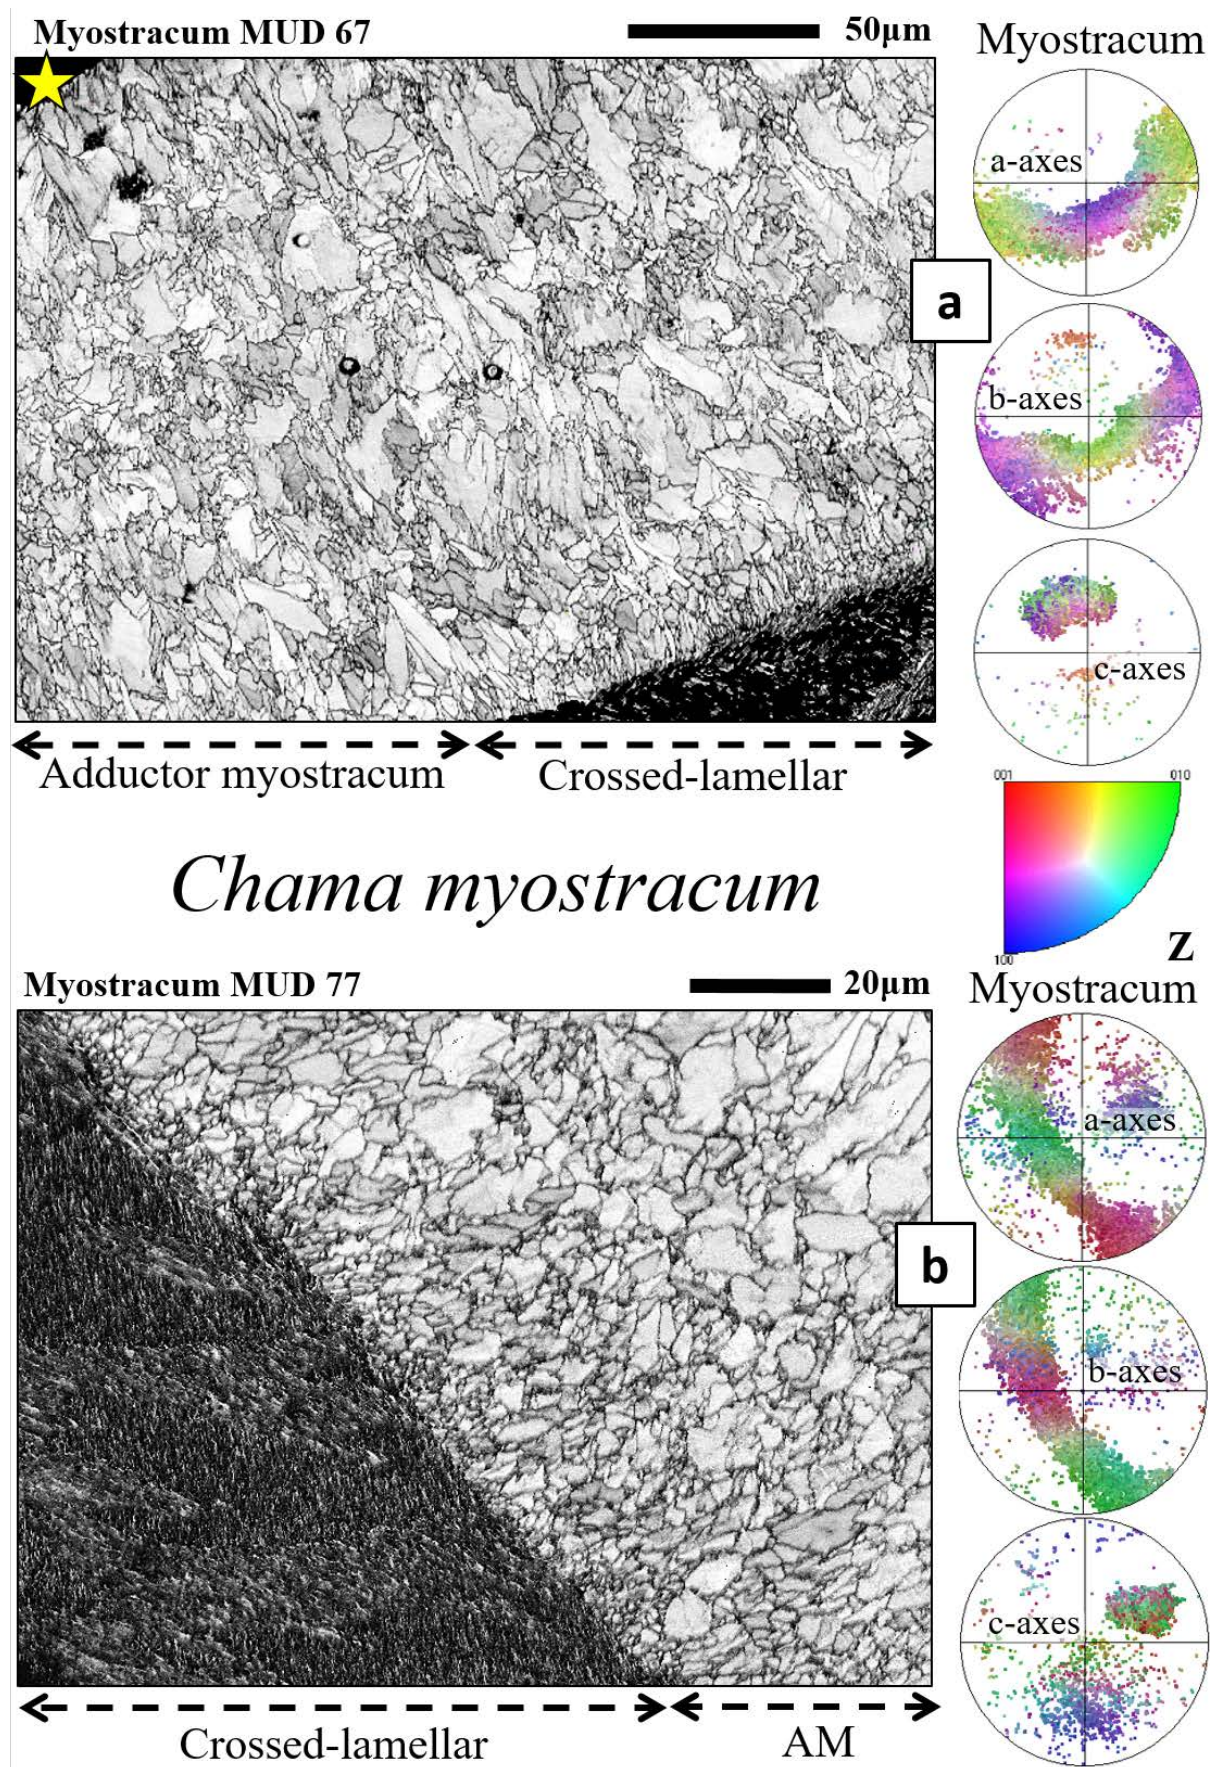 Myostracum MUD 67
50µm
Myostracum
a-axes
a
b-axes
c-axes
Adductor myostracum
Crossed-lamellar
001
010
Chama myostracum
100
Z
Myostracum MUD 77
20µm
Myostracum
a-axes
b
b-axes
c-axes
Crossed-lamellar
AM